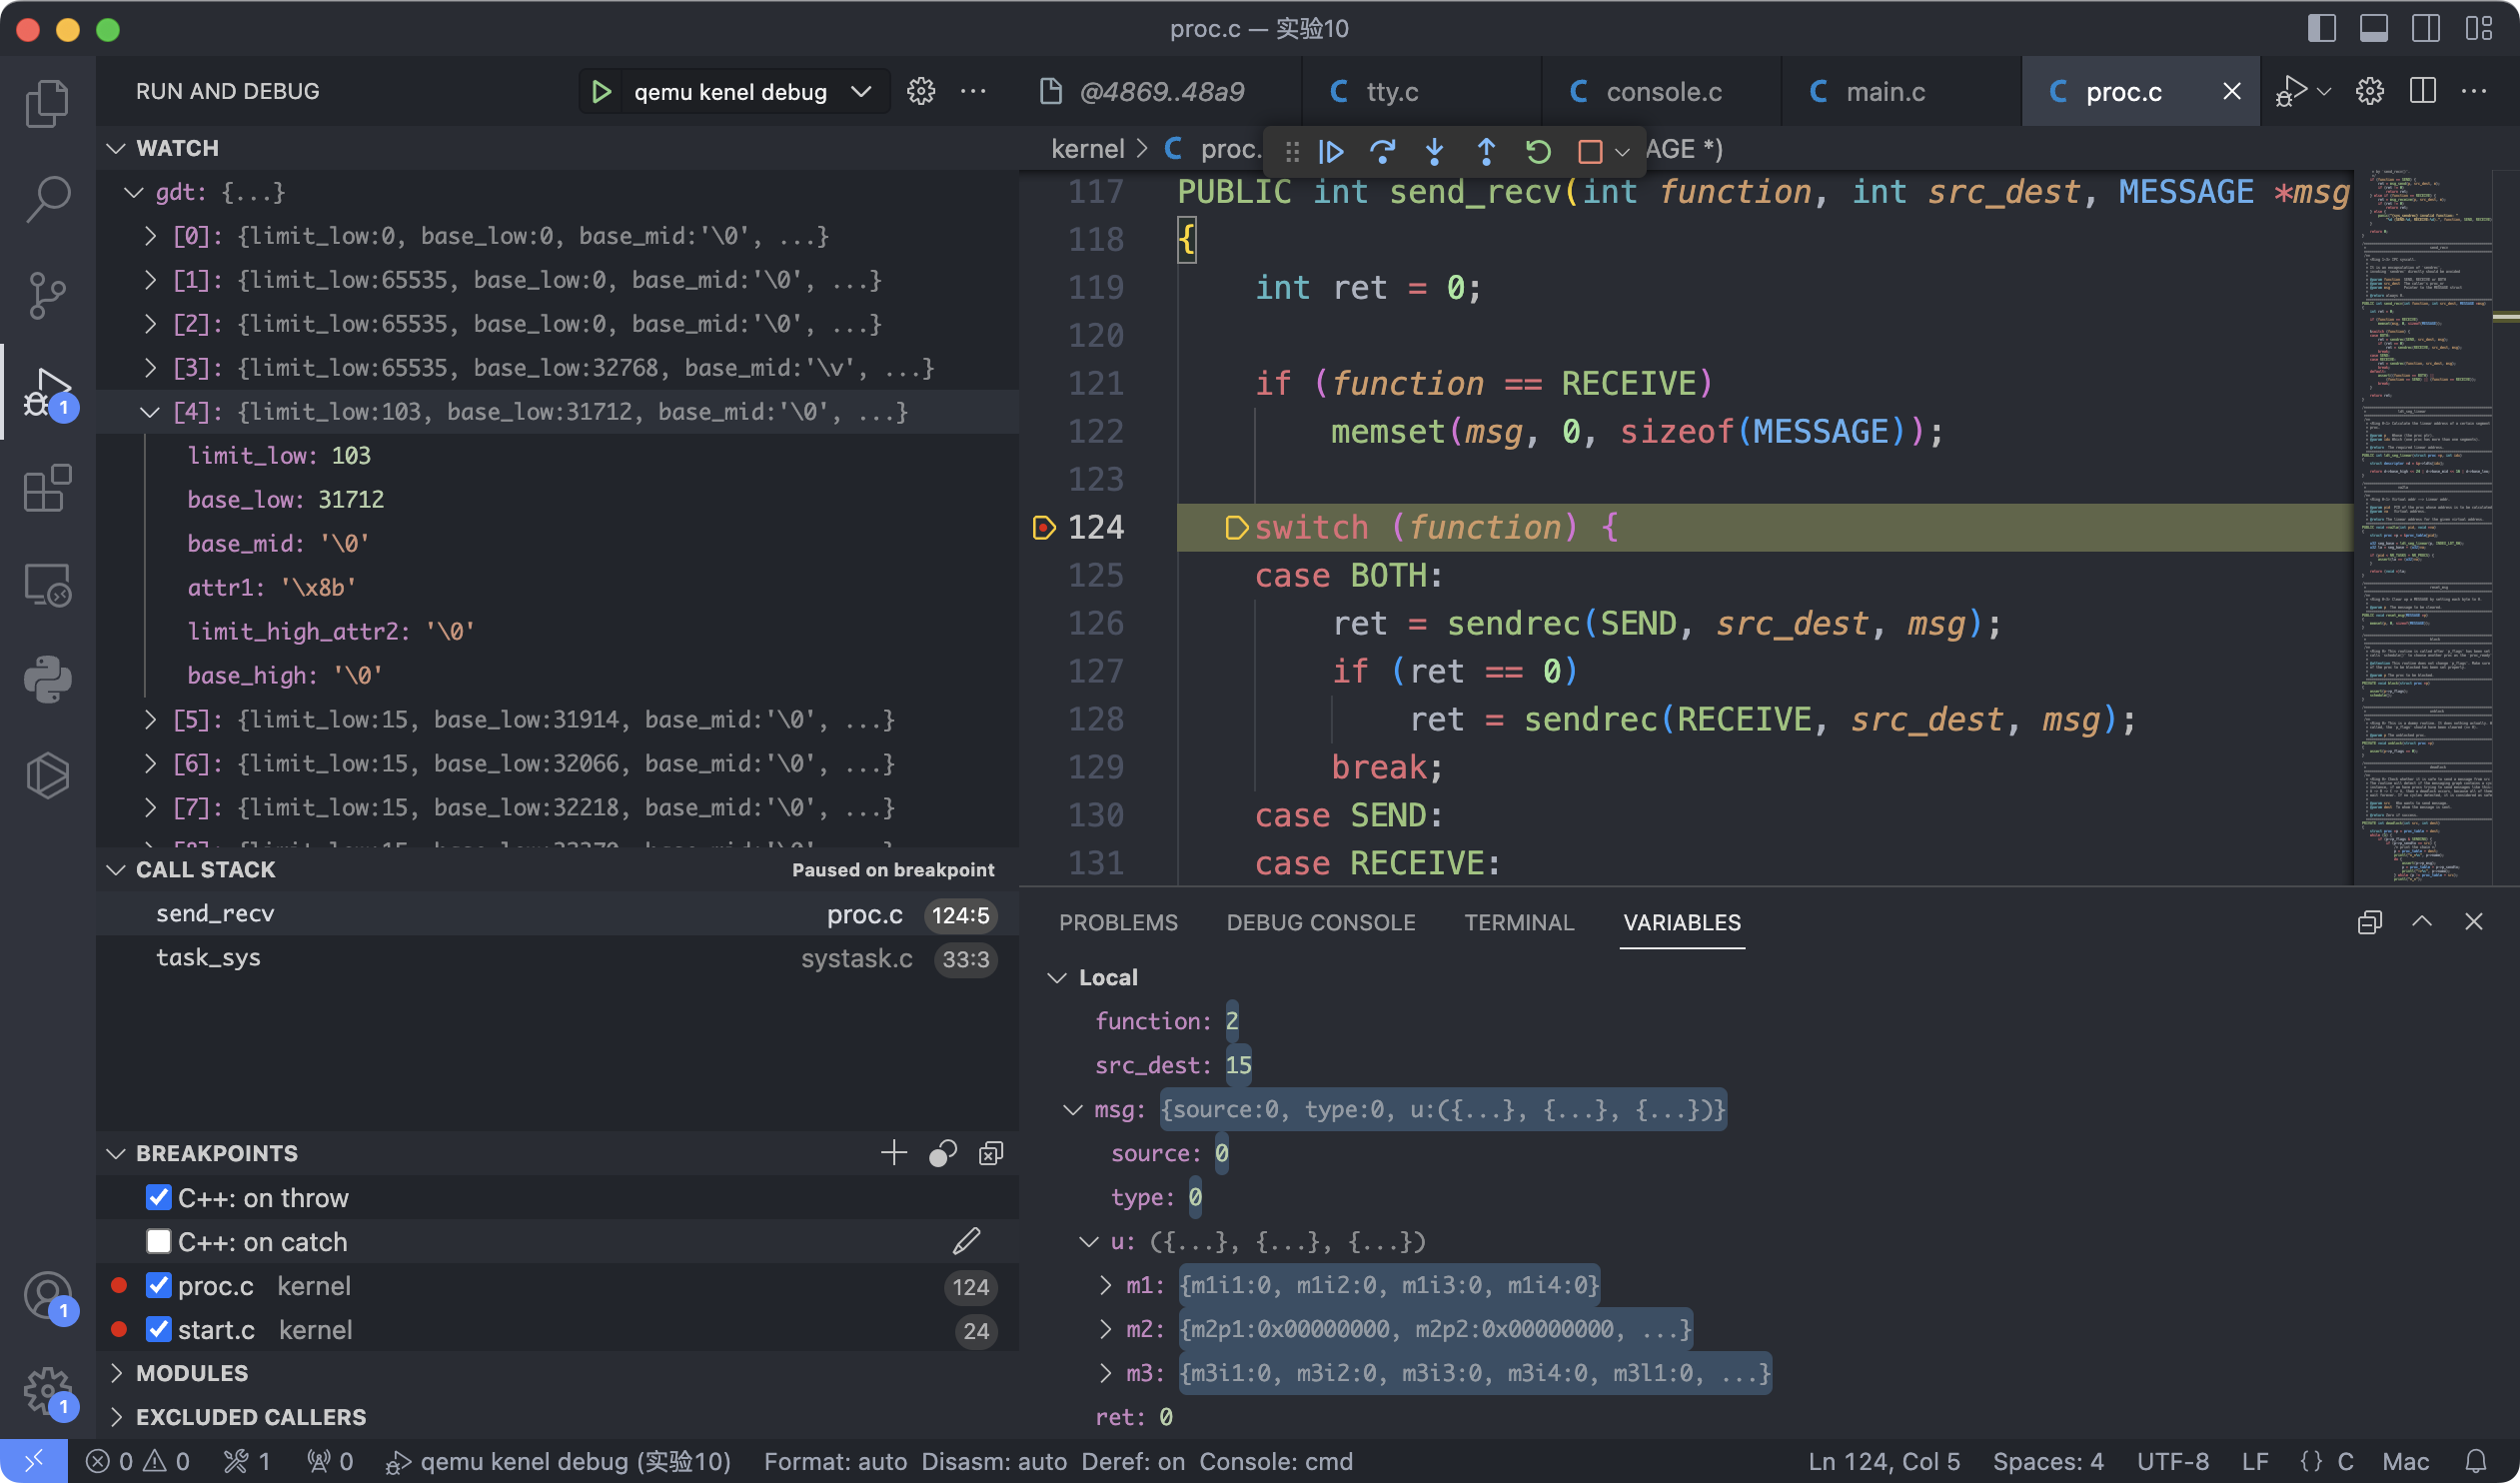 proc.c — 实验10
RUN AND DEBUG
qemu kenel debug
@4869..48a9
tty.c
console.c
main.c
proc.c
WATCH
gdt: {...}
[0]: {limit_low:0, base_low:0, base_mid:'\0', ...}
[1]: {limit_low:65535, base_low:0, base_mid:'\0', ...}
[2]: {limit_low:65535, base_low:0, base_mid:'\0', ...}
[3]: {limit_low:65535, base_low:32768, base_mid:'\v', ...}
[4]: {limit_low:103, base_low:31712, base_mid:'\0', ...}
limit_low: 103
base_low: 31712
base_mid: '\0'
attr1: '\x8b'
limit_high_attr2: '\0'
base_high: '\0'
[5]: {limit_low:15, base_low:31914, base_mid:'\0', ...}
[6]: {limit_low:15, base_low:32066, base_mid:'\0', ...}
[7]: {limit_low:15, base_low:32218, base_mid:'\0', ...}
CALL STACK
Paused on breakpoint
send_recv proc.c 124:5
task_sys systask.c 33:3
BREAKPOINTS
C++: on throw
C++: on catch
proc.c kernel 124
start.c kernel 24
MODULES
EXCLUDED CALLERS
1
1
1
kernel > C proc. AGE *)
117 PUBLIC int send_recv(int function, int src_dest, MESSAGE *msg
118 {
119 int ret = 0;
120
121 if (function == RECEIVE)
122 memset(msg, 0, sizeof(MESSAGE));
123
124 switch (function) {
125 case BOTH:
126 ret = sendrec(SEND, src_dest, msg);
127 if (ret == 0)
128 ret = sendrec(RECEIVE, src_dest, msg);
129 break;
130 case SEND:
131 case RECEIVE:
PROBLEMS
DEBUG CONSOLE
TERMINAL
VARIABLES
Local
function: 2
src_dest: 15
msg: {source:0, type:0, u:({...}, {...}, {...})}
source: 0
type: 0
u: ({...}, {...}, {...})
m1: {m1i1:0, m1i2:0, m1i3:0, m1i4:0}
m2: {m2p1:0x00000000, m2p2:0x00000000, ...}
m3: {m3i1:0, m3i2:0, m3i3:0, m3i4:0, m3l1:0, ...}
ret: 0
0 0 1 0 qemu kenel debug (实验10) Format: auto Disasm: auto Deref: on Console: cmd Ln 124, Col 5 Spaces: 4 UTF-8 LF {} C Mac